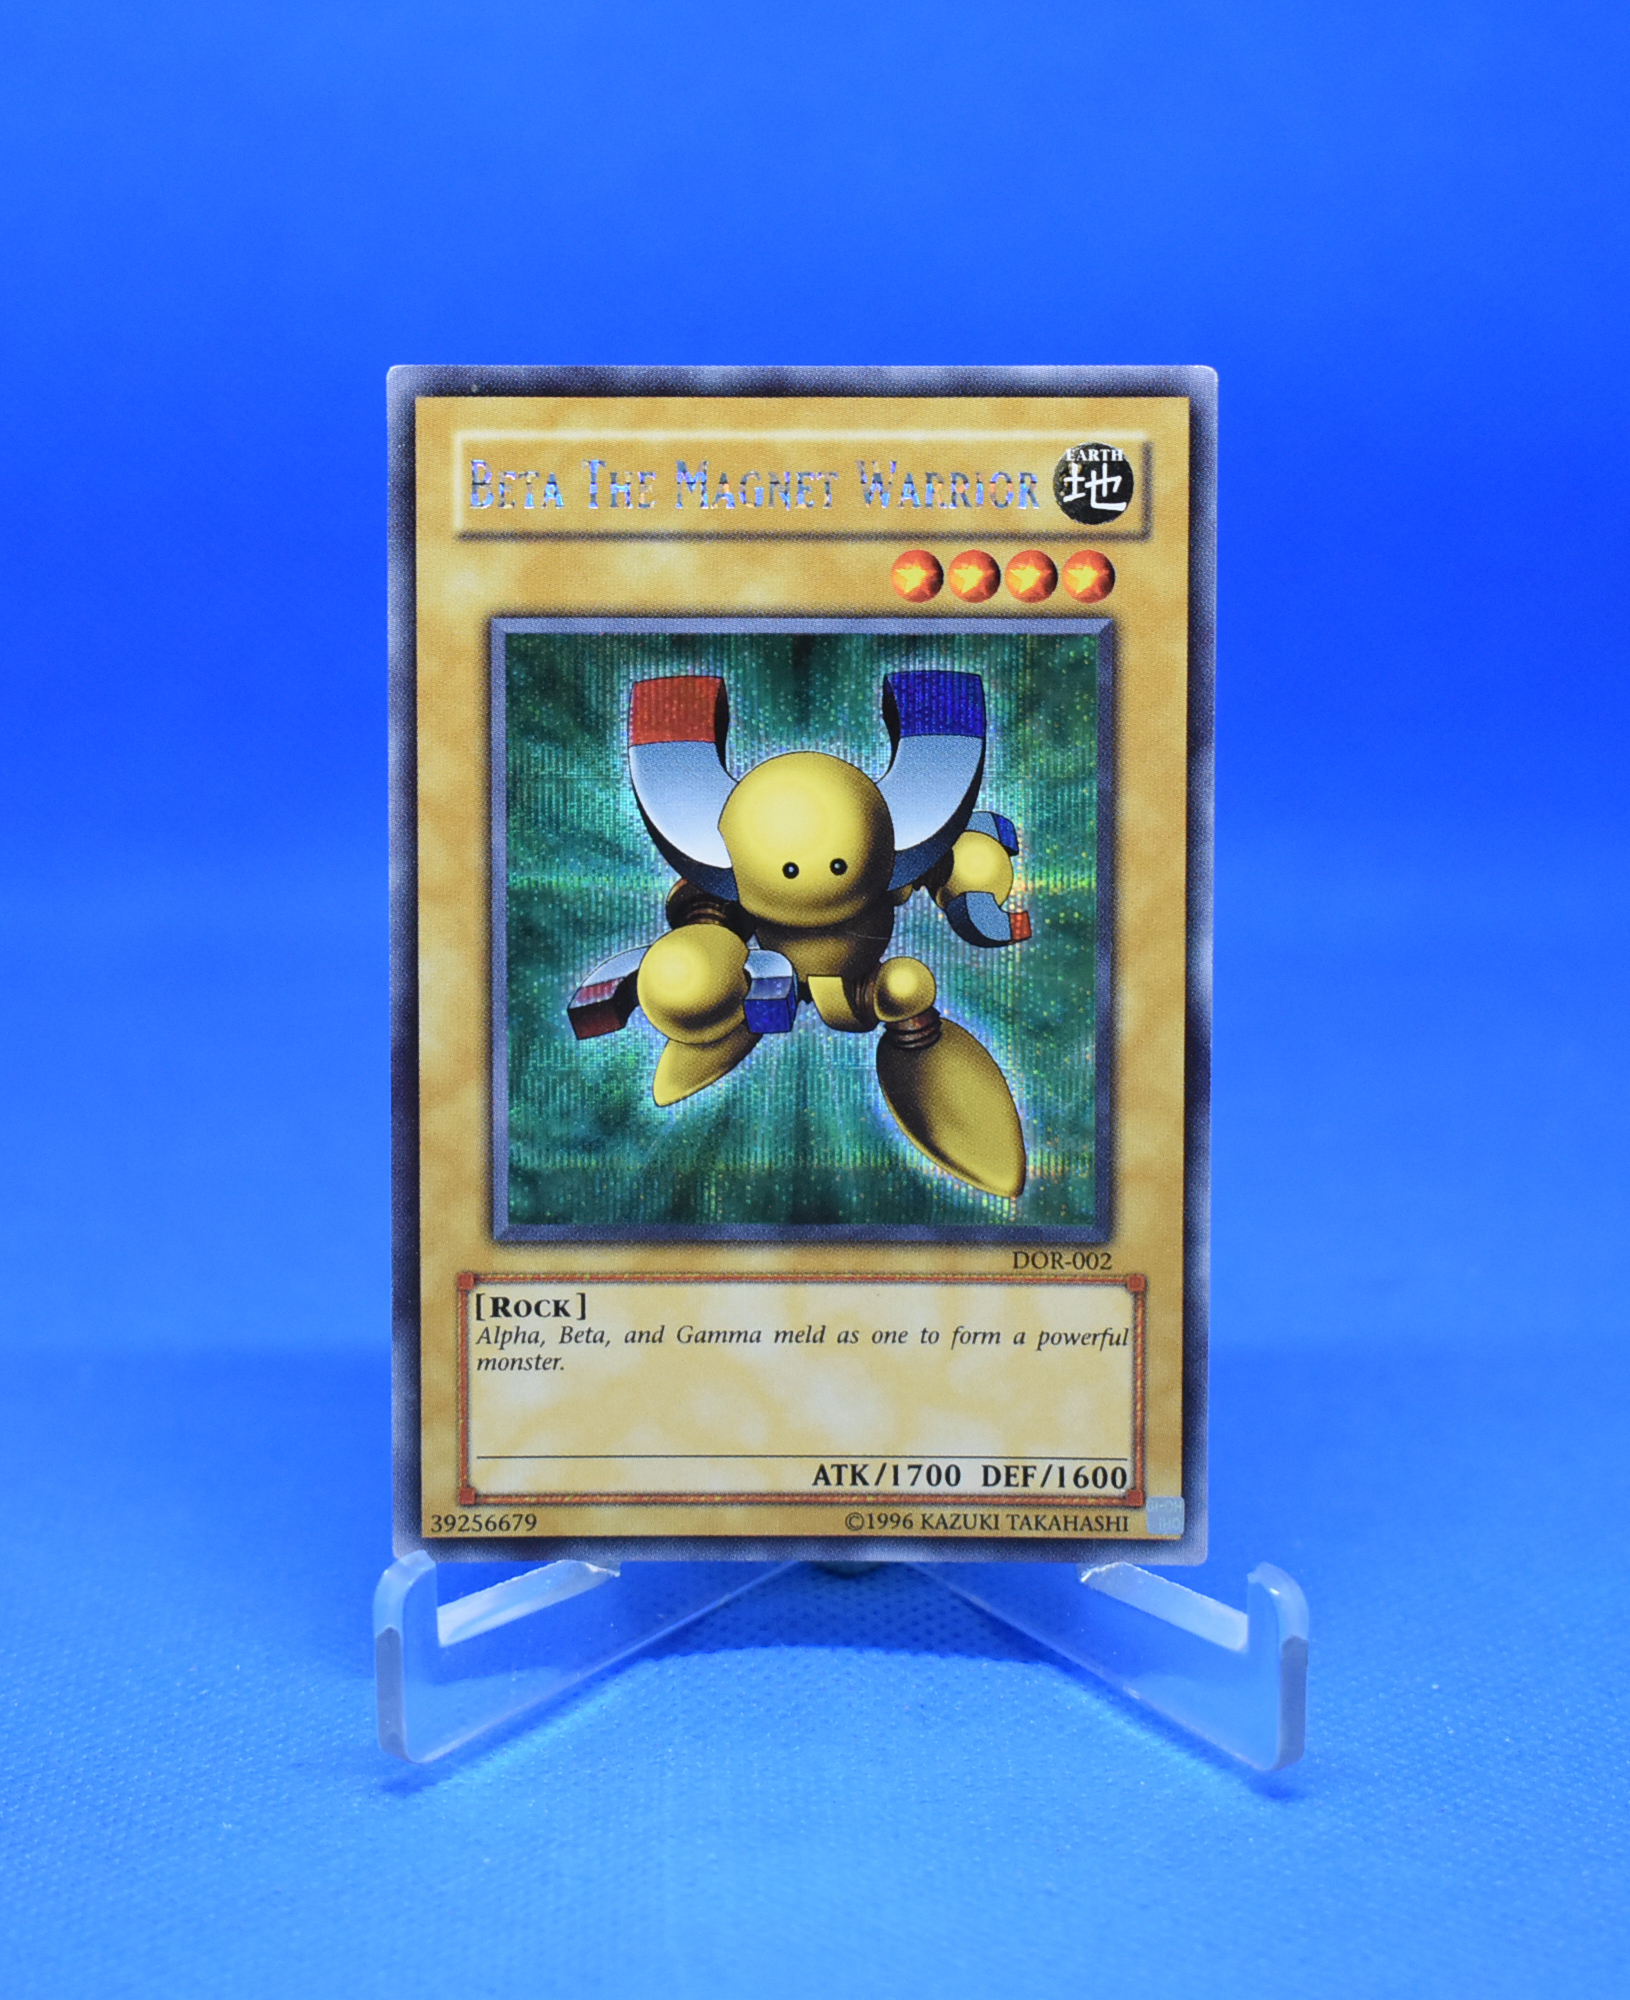 BETA THE MAGNET WARRIOR
EARTH
地
DOR-002
[ROCK]
Alpha, Beta, and Gamma meld as one to form a powerful
monster.
ATK/1700 DEF/1600
39256679
©1996 KAZUKI TAKAHASHI